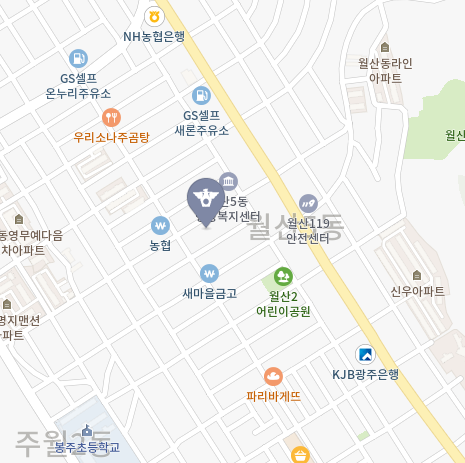 NH농협은행
월산동라인
아파트
GS셀프
온누리주유소
GS셀프
새론주유소
우리소나주곰탕
월산
산5동
복지센터
월산
동
월산119
안전센터
동영무예다음
차아파트
농협
새마을금고
월산2
어린이공원
신우아파트
명지맨션
아파트
KJB광주은행
파리바게뜨
주월
동
봉주초등학교